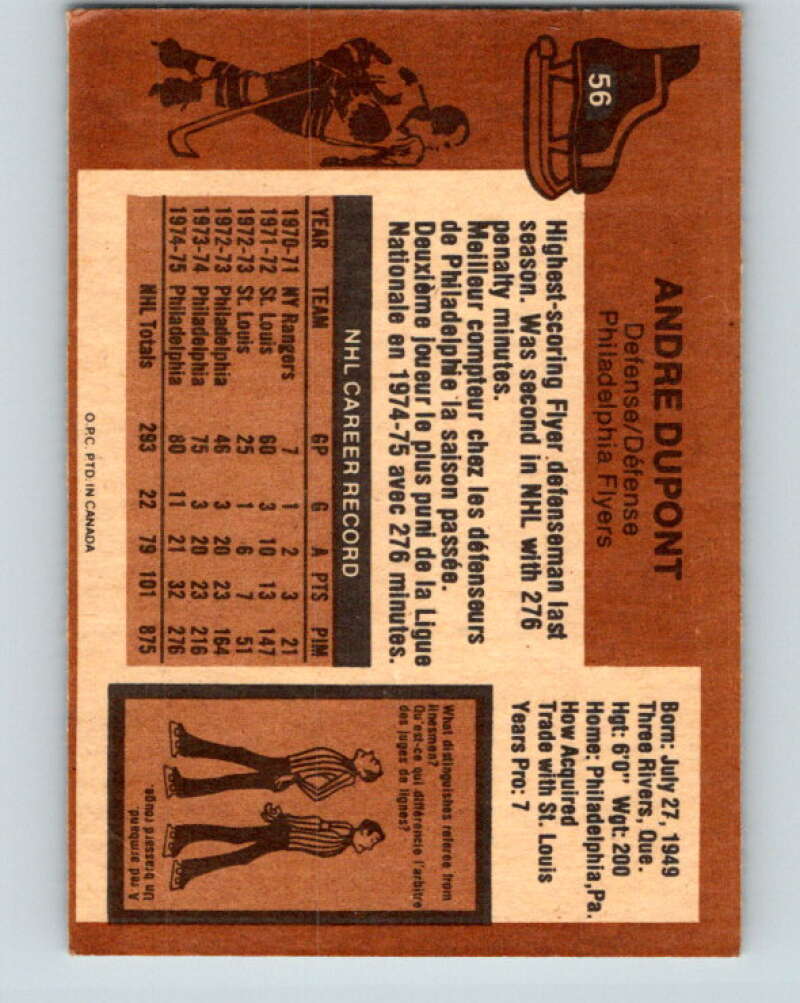 56
ANDRE DUPONT
Defense/Défense
Philadelphia Flyers
Highest-scoring Flyer defenseman last
season. Was second in NHL with 276
penalty minutes.
Meilleur compteur chez les défenseurs
de Philadelphie la saison passée.
Deuxième joueur le plus puni de la Ligue
Nationale en 1974-75 avec 276 minutes.
NHL CAREER RECORD
YEAR TEAM GP G A PTS PIM
1970-71 NY Rangers 7 1 2 3 21
1971-72 St. Louis 60 3 10 13 147
1972-73 St. Louis 25 1 6 7 51
1972-73 Philadelphia 46 3 20 23 164
1973-74 Philadelphia 75 3 20 23 216
1974-75 Philadelphia 80 11 21 32 276
NHL Totals 293 22 79 101 875
O.P.C. PTD. IN CANADA
Born: July 27, 1949
Three Rivers, Que.
Hgt: 6'0" Wgt: 200
Home: Philadelphia, Pa.
How Acquired
Trade with St. Louis
Years Pro: 7
What distinguishes referee from
linesmen?
Qu'est-ce qui différencie l'arbitre
des juges de lignes?
A red armband.
Un brassard rouge.